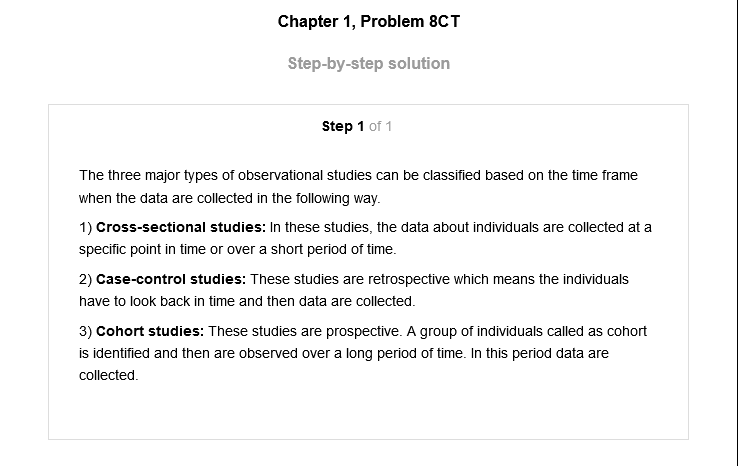 Chapter 1, Problem 8CT
Step-by-step solution
Step 1 of 1
The three major types of observational studies can be classified based on the time frame
when the data are collected in the following way.
1) Cross-sectional studies: In these studies, the data about individuals are collected at a
specific point in time or over a short period of time.
2) Case-control studies: These studies are retrospective which means the individuals
have to look back in time and then data are collected.
3) Cohort studies: These studies are prospective. A group of individuals called as cohort
is identified and then are observed over a long period of time. In this period data are
collected.